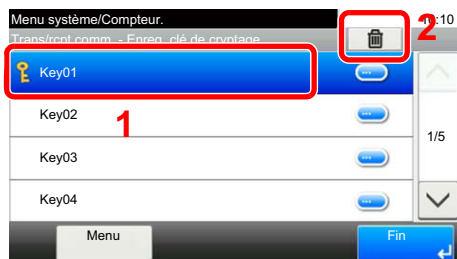 Menu système/Compteur.
10:10
2
Trans/rcpt comm. - Enreg. clé de cryptage
Key01
1
Key02
Key03
1/5
Key04
Menu
Fin